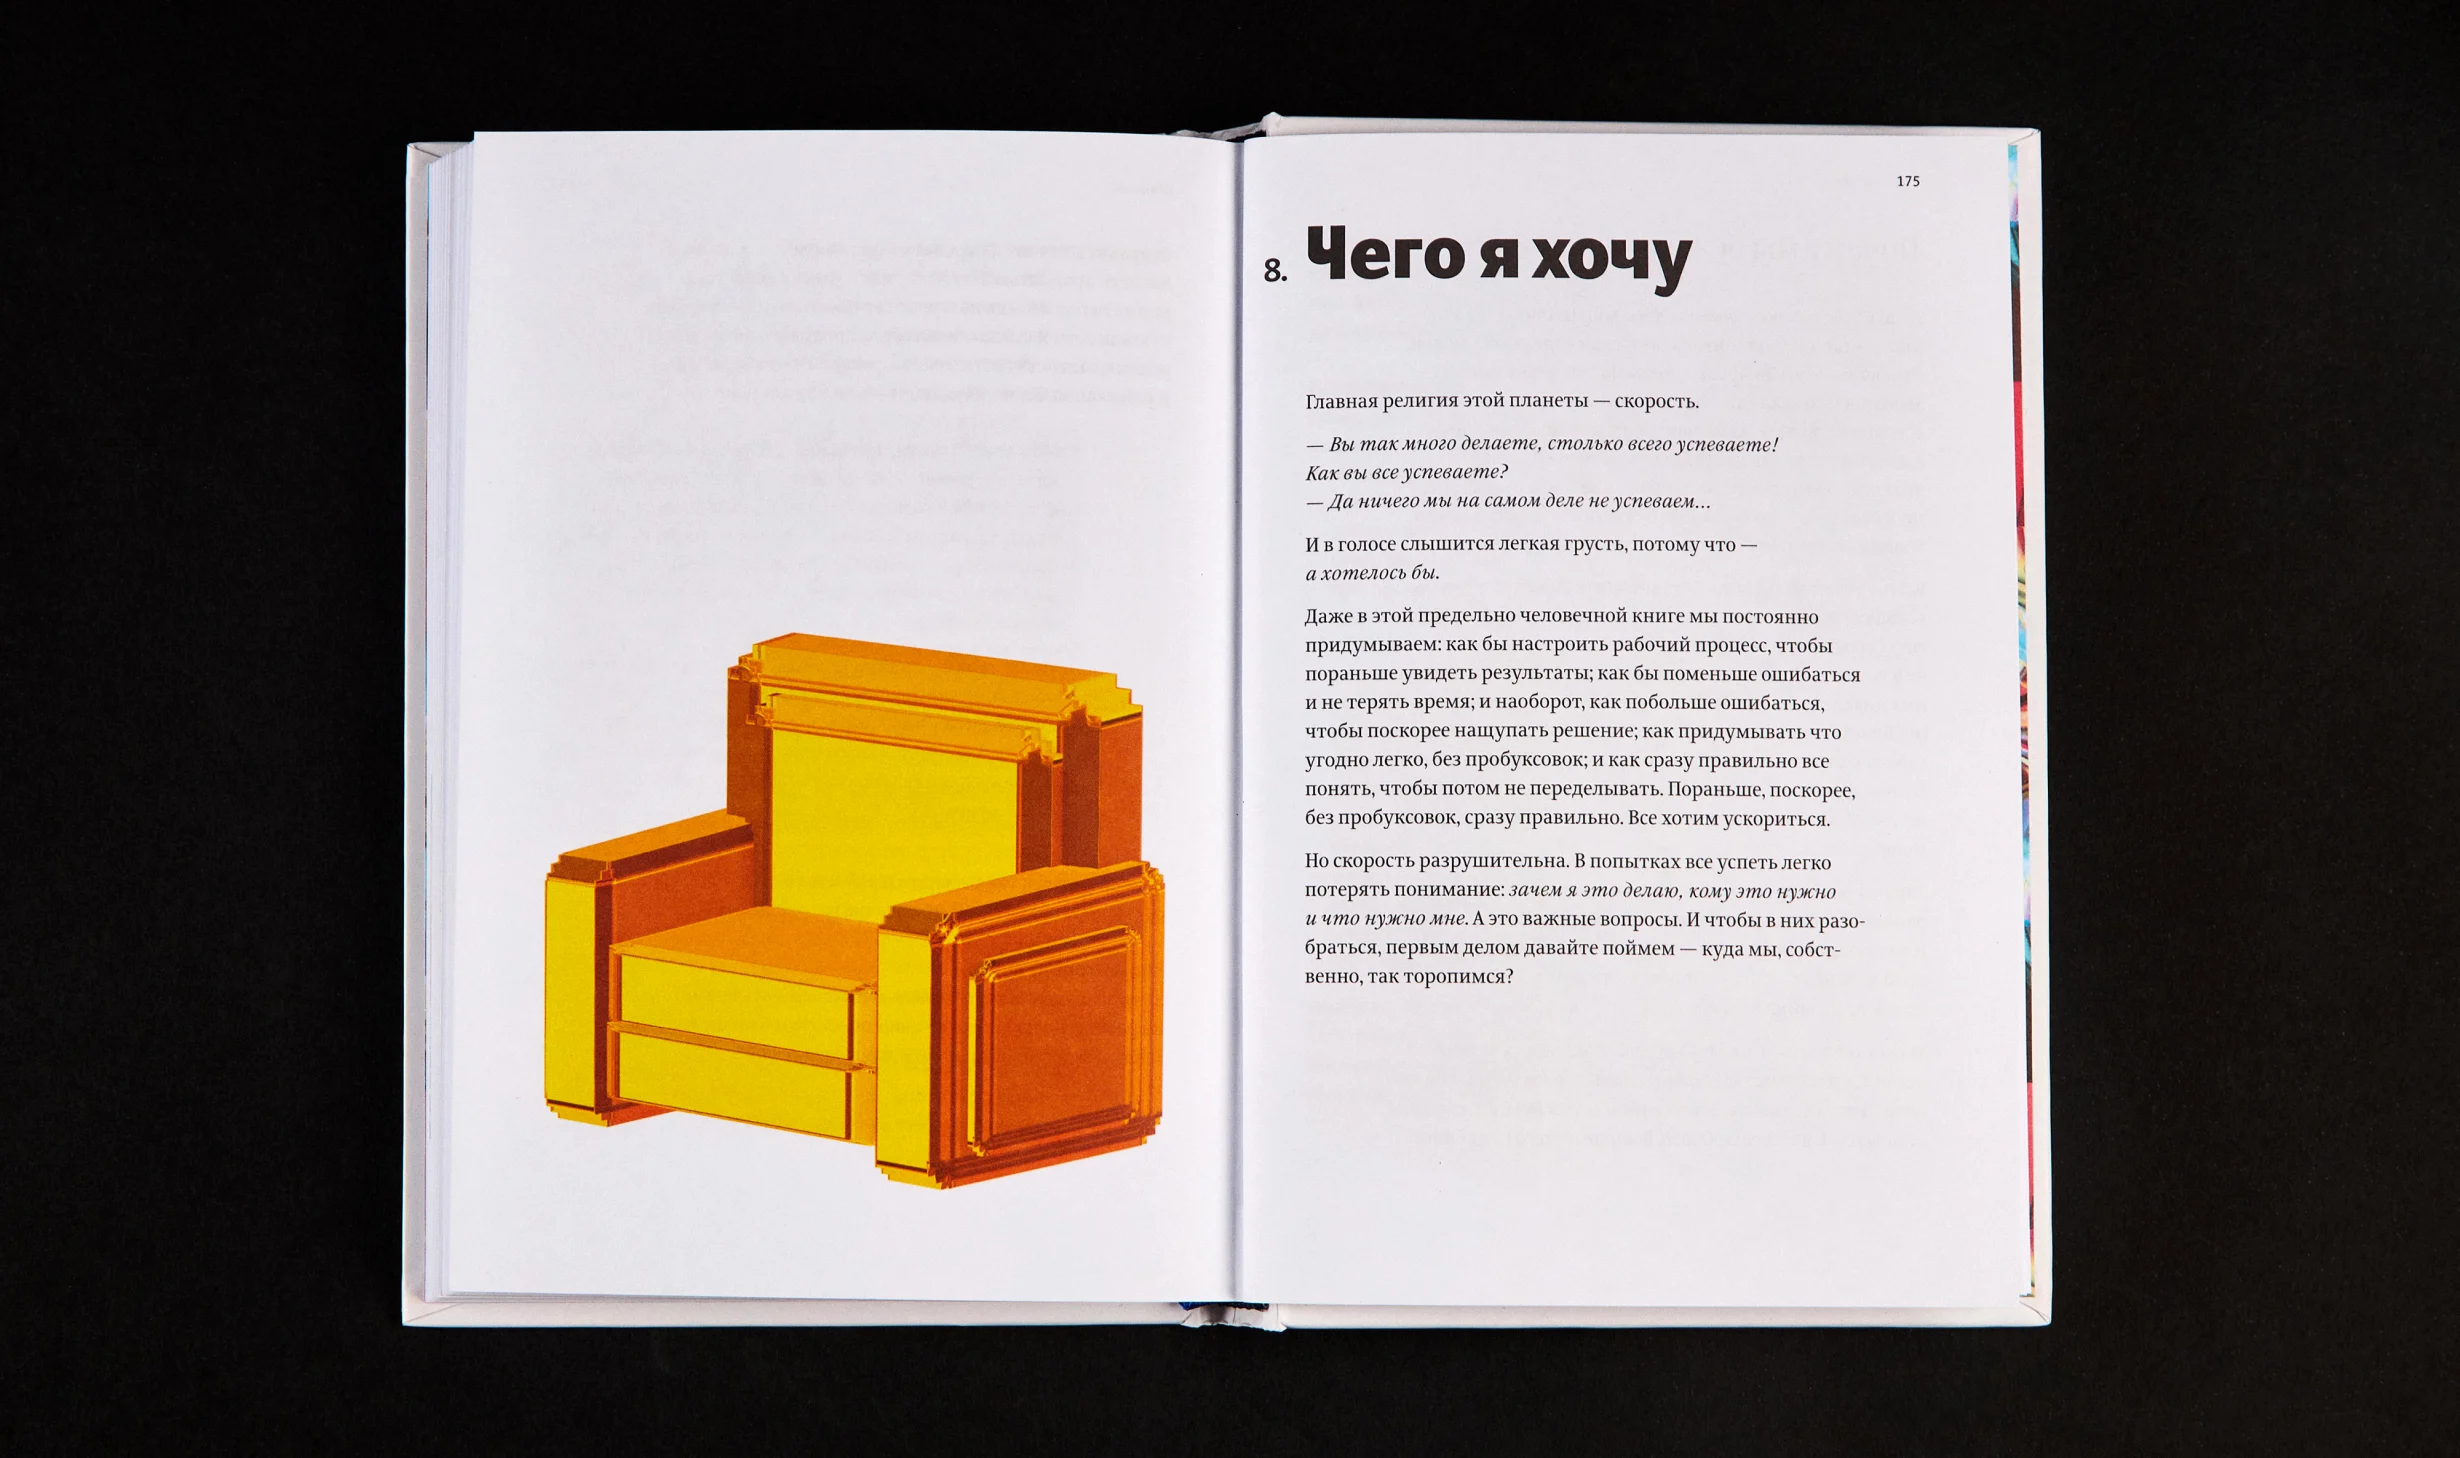 175
8. Чего я хочу
Главная религия этой планеты — скорость.
— Вы так много делаете, столько всего успеваете!
Как вы все успеваете?
— Да ничего мы на самом деле не успеваем...
И в голосе слышится легкая грусть, потому что —
а хотелось бы.
Даже в этой предельно человечной книге мы постоянно
придумываем: как бы настроить рабочий процесс, чтобы
пораньше увидеть результаты; как бы поменьше ошибаться
и не терять время; и наоборот, как побольше ошибаться,
чтобы поскорее нащупать решение; как придумывать что
угодно легко, без пробуксовок; и как сразу правильно все
понять, чтобы потом не переделывать. Пораньше, поскорее,
без пробуксовок, сразу правильно. Все хотим ускориться.
Но скорость разрушительна. В попытках все успеть легко
потерять понимание: зачем я это делаю, кому это нужно
и что нужно мне. А это важные вопросы. И чтобы в них разо-
браться, первым делом давайте поймем — куда мы, собст-
венно, так торопимся?